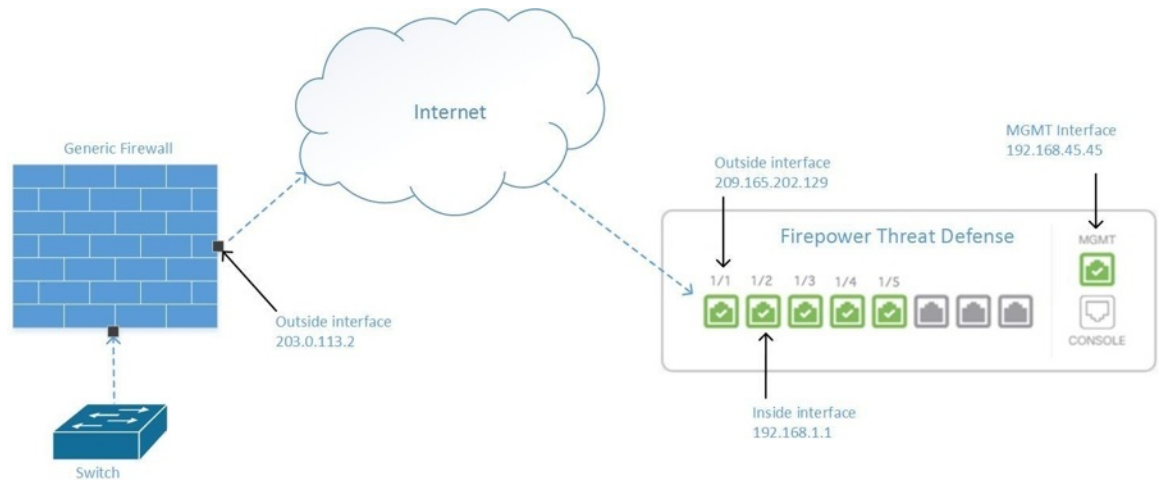 Internet
Generic Firewall
MGMT Interface
192.168.45.45
Outside interface
209.165.202.129
Firepower Threat Defense
MGMT
1/1 1/2 1/3 1/4 1/5
Outside interface
203.0.113.2
CONSOLE
Inside interface
192.168.1.1
Switch